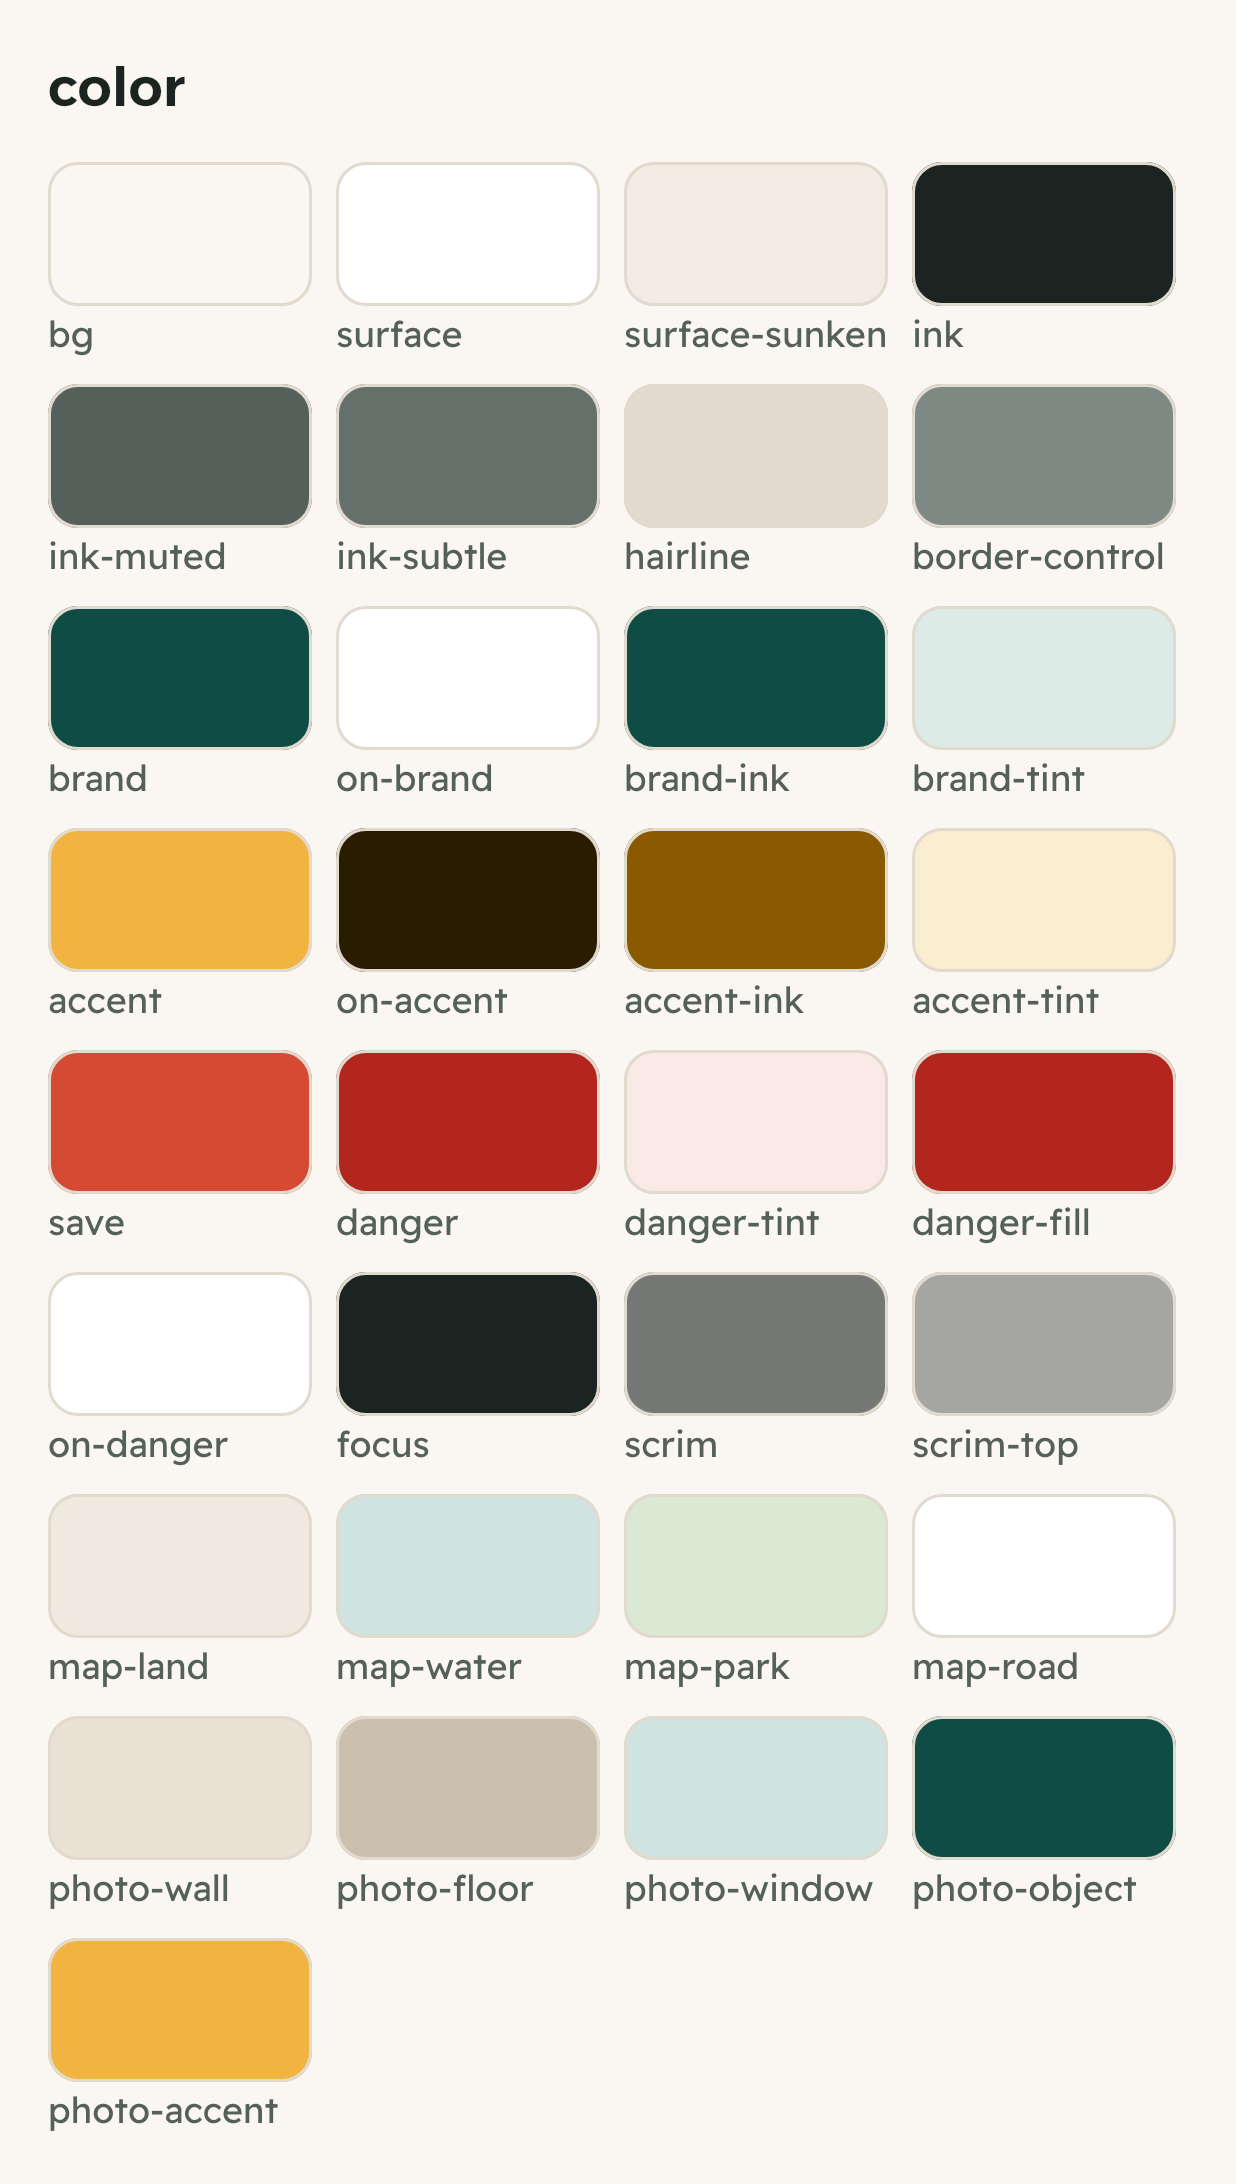 color
bg surface surface-sunken ink
ink-muted ink-subtle hairline border-control
brand on-brand brand-ink brand-tint
accent on-accent accent-ink accent-tint
save danger danger-tint danger-fill
on-danger focus scrim scrim-top
map-land map-water map-park map-road
photo-wall photo-floor photo-window photo-object
photo-accent